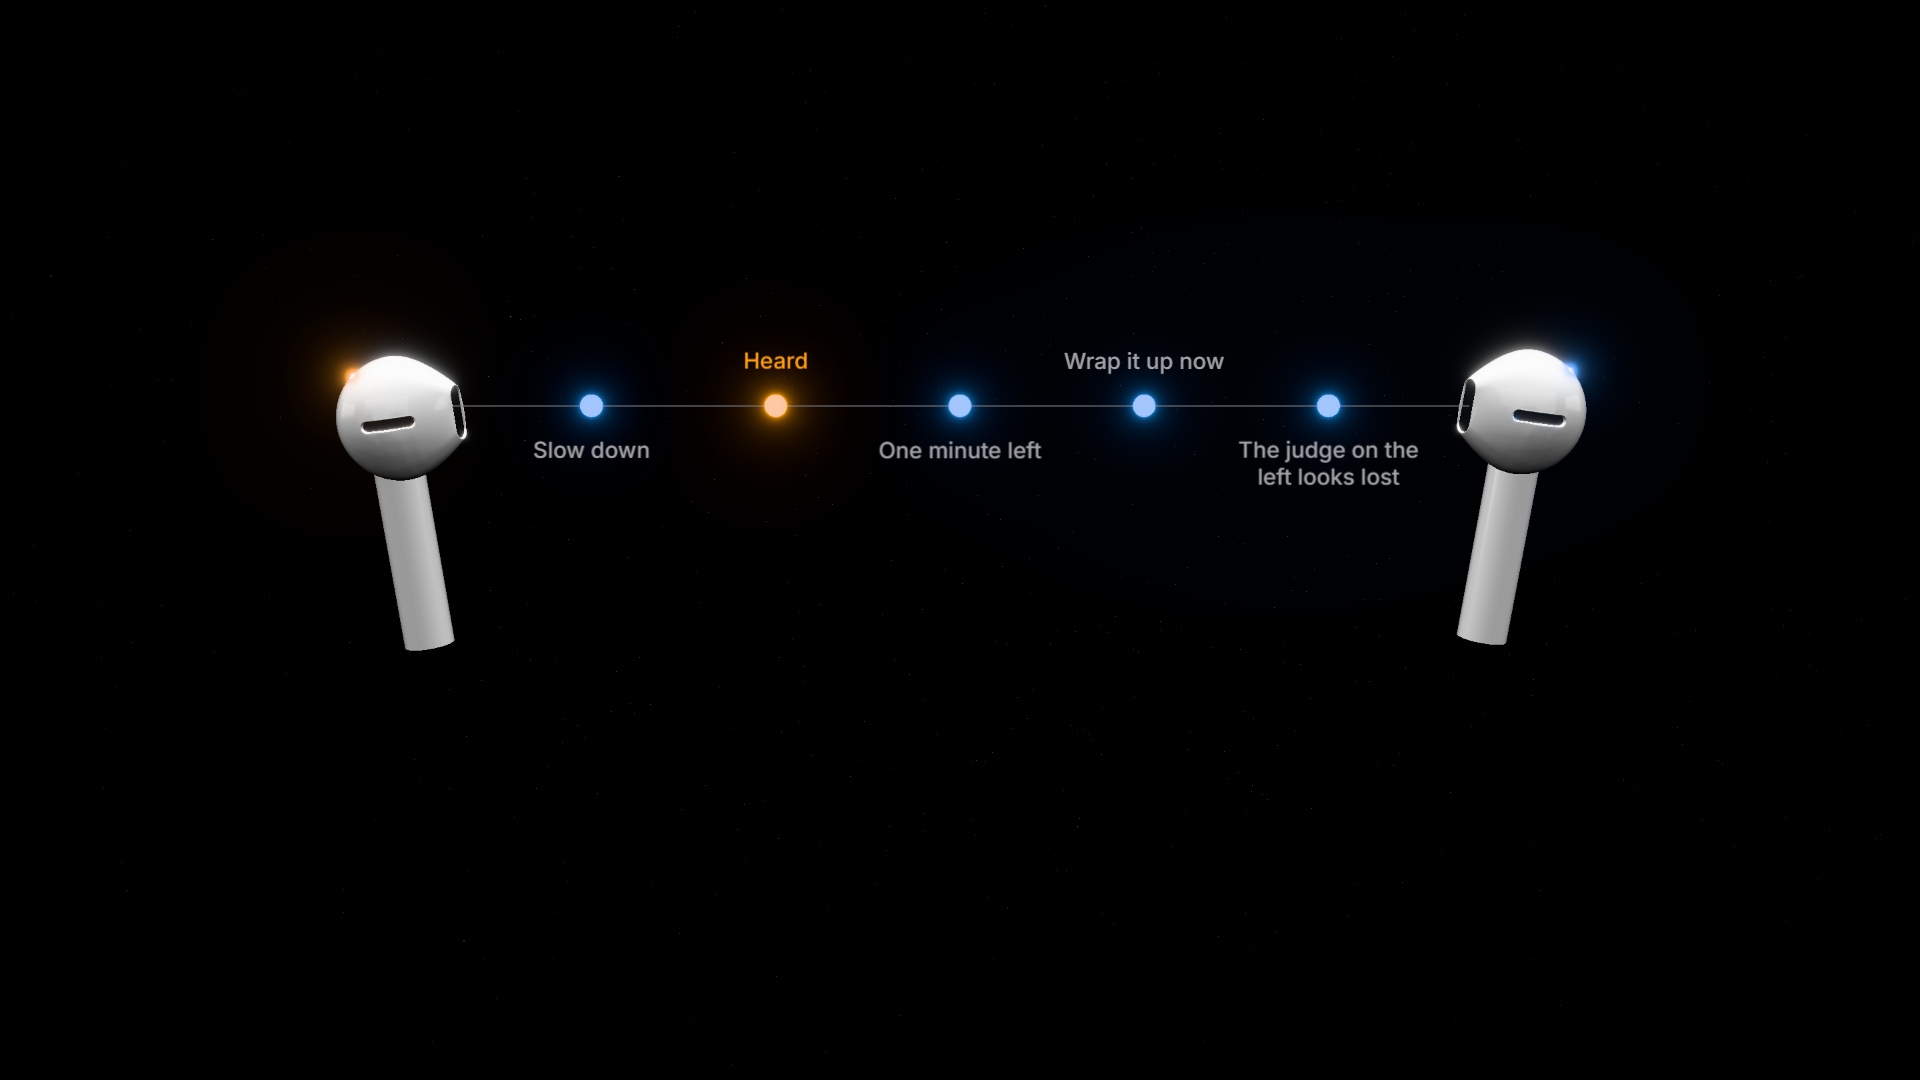 Heard
Wrap it up now
Slow down
One minute left
The judge on the
left looks lost